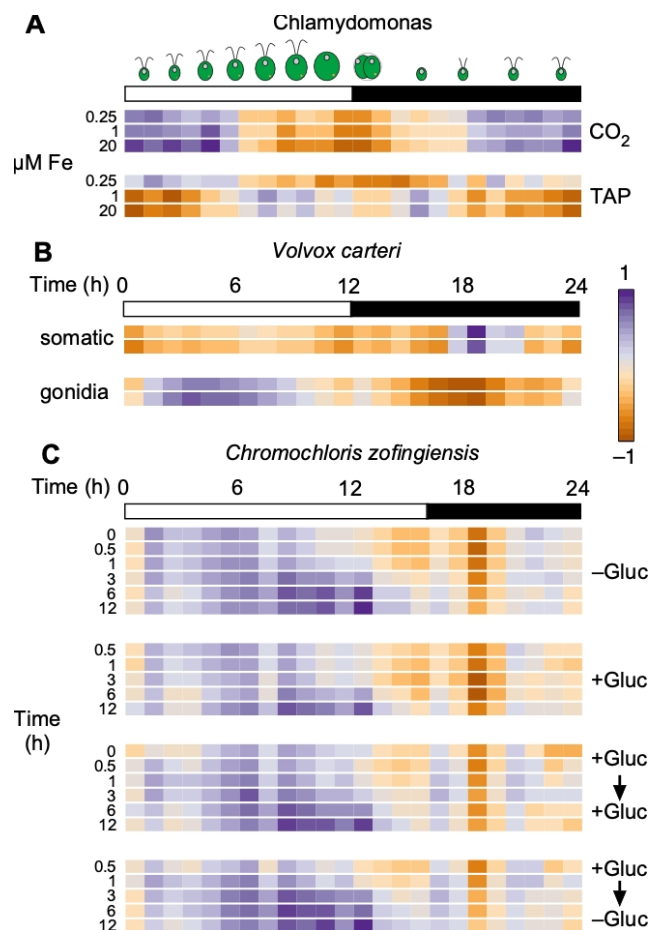 A Chlamydomonas
0.25
1
20
CO2
µM Fe
0.25
1
20
TAP
B Volvox carteri
Time (h) 0 6 12 18 24
somatic
gonidia
1
–1
C Chromochloris zofingiensis
Time (h) 0 6 12 18 24
0
0.5
1
3
6
12
–Gluc
0.5
1
3
6
12
+Gluc
Time
(h)
0
0.5
1
3
6
12
+Gluc
+Gluc
0.5
1
3
6
12
+Gluc
–Gluc